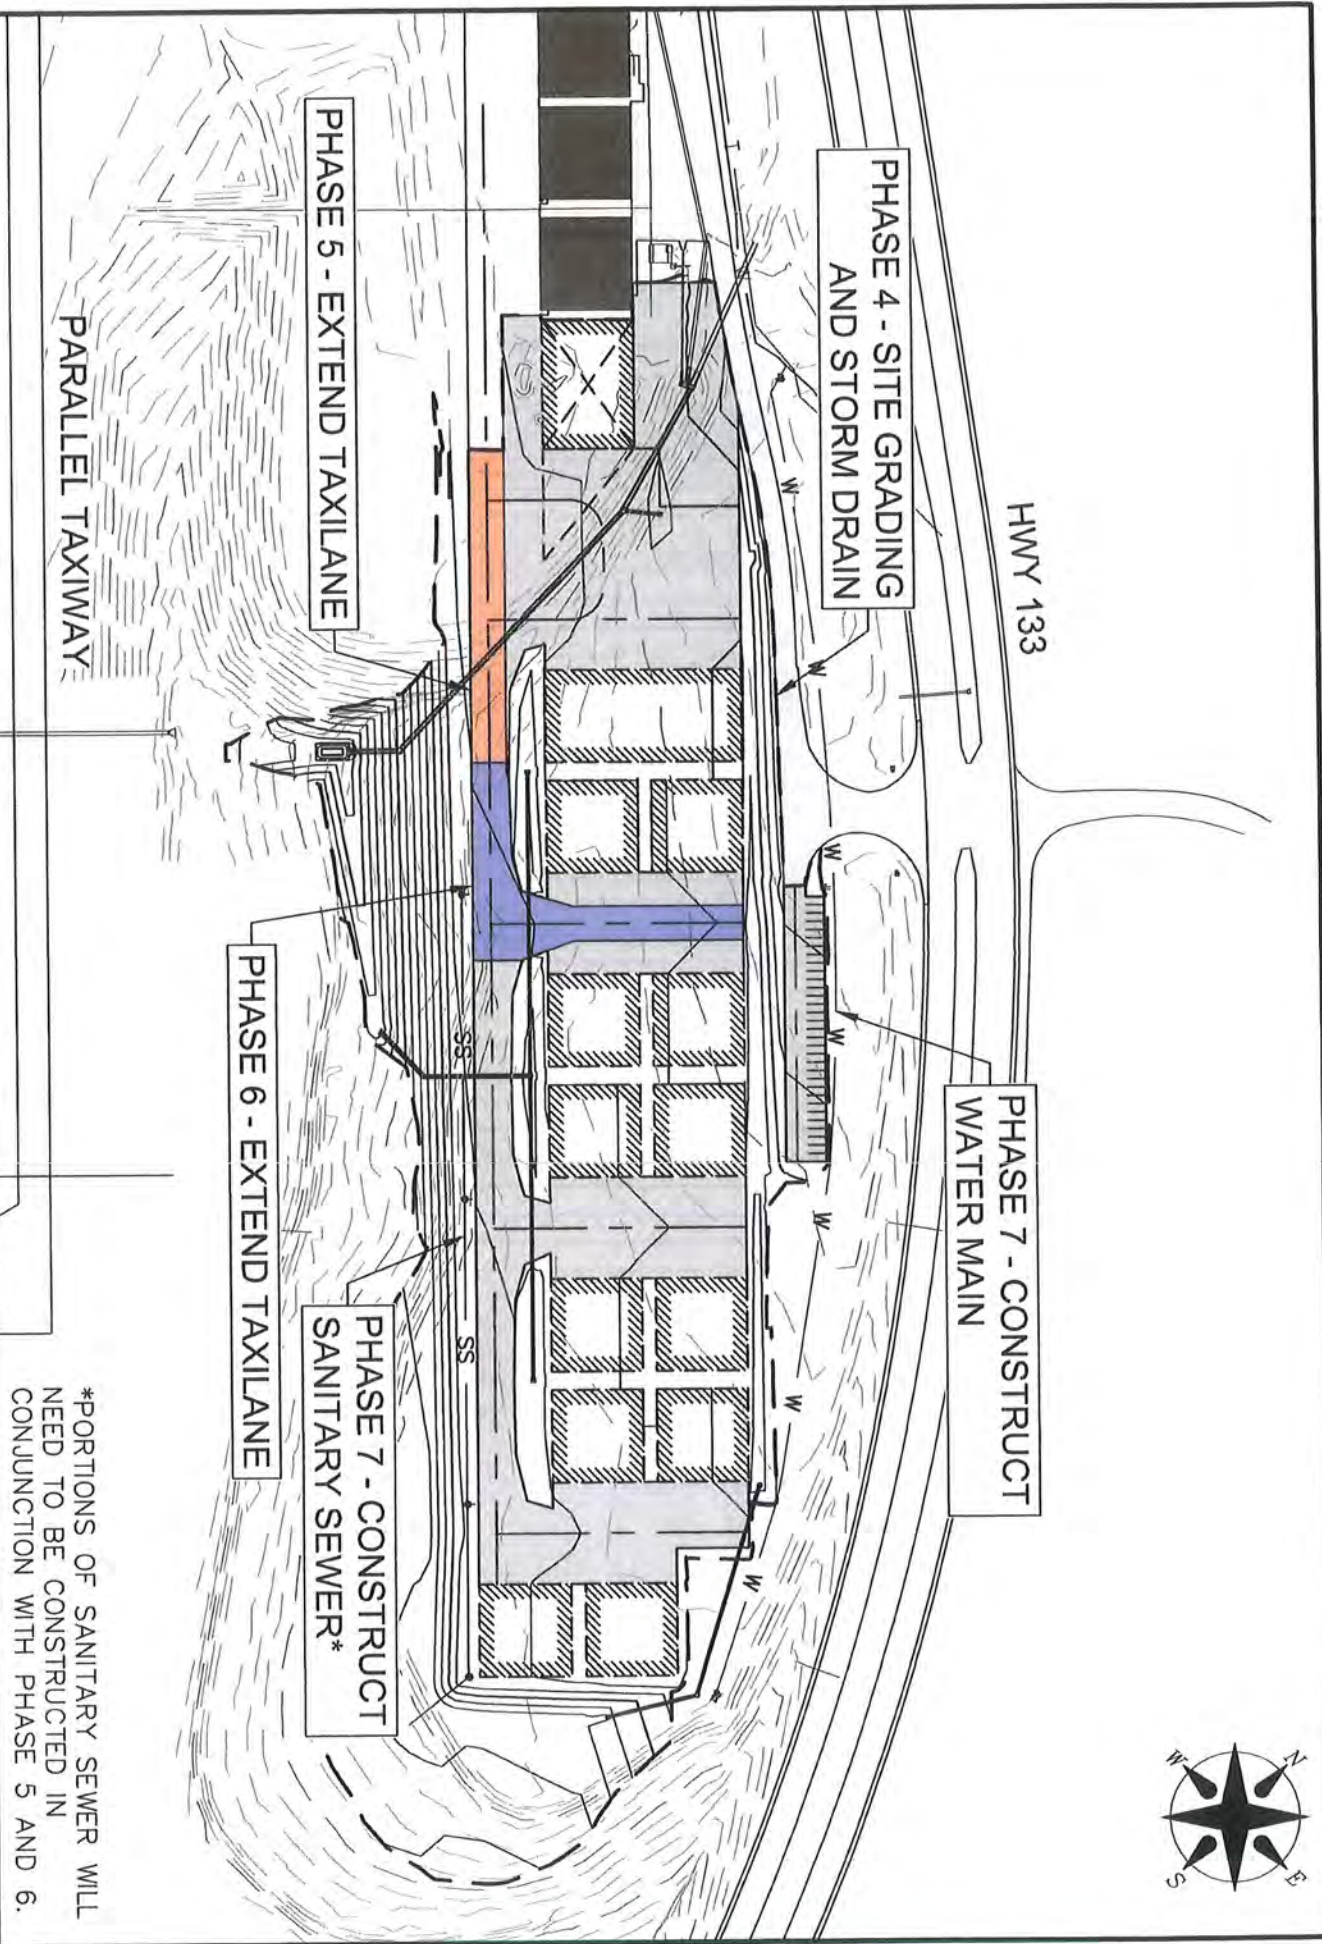 HWY 133
PHASE 4 - SITE GRADING
AND STORM DRAIN
PHASE 7 - CONSTRUCT
WATER MAIN
W
W
W
W
W
W
W
SS
SS
PHASE 5 - EXTEND TAXILANE
PHASE 6 - EXTEND TAXILANE
PHASE 7 - CONSTRUCT
SANITARY SEWER*
PARALLEL TAXIWAY
*PORTIONS OF SANITARY SEWER WILL
NEED TO BE CONSTRUCTED IN
CONJUNCTION WITH PHASE 5 AND 6.
N
E
S
W